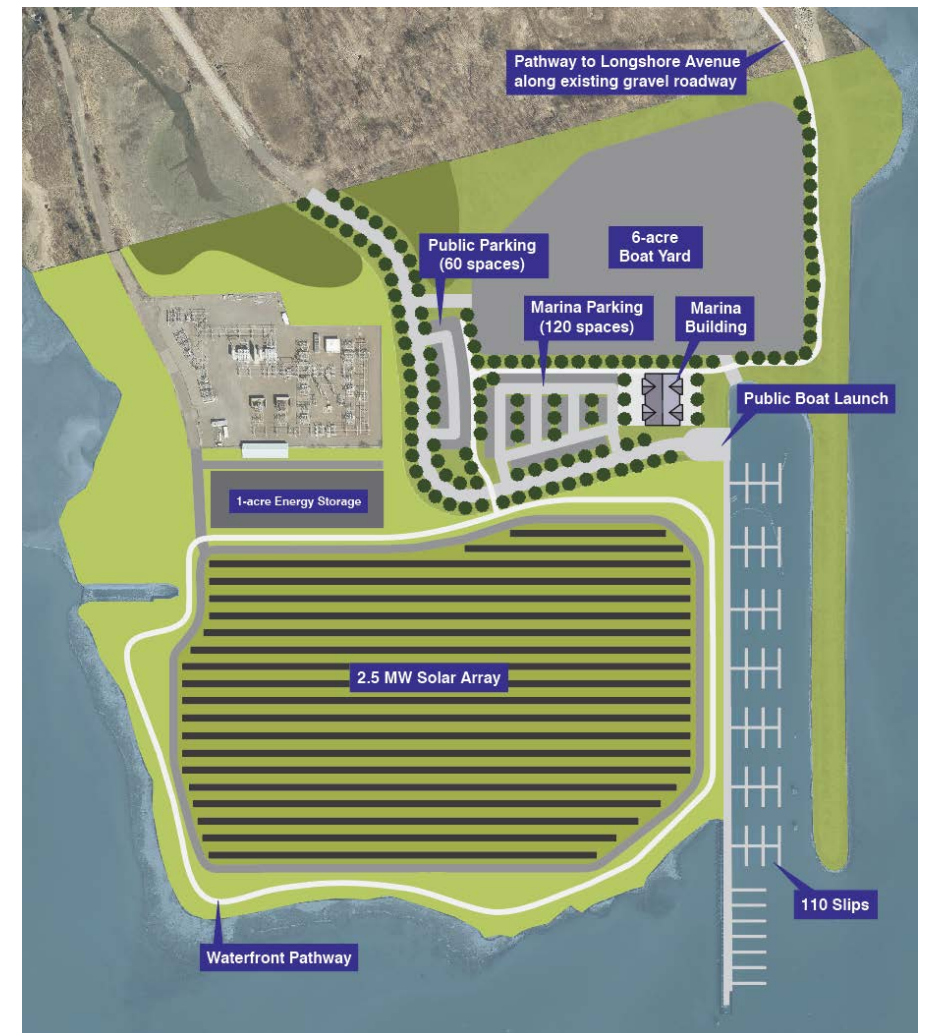 Pathway to Longshore Avenue
along existing gravel roadway
Public Parking
(60 spaces)
6-acre
Boat Yard
Marina Parking
(120 spaces)
Marina
Building
Public Boat Launch
1-acre Energy Storage
2.5 MW Solar Array
110 Slips
Waterfront Pathway